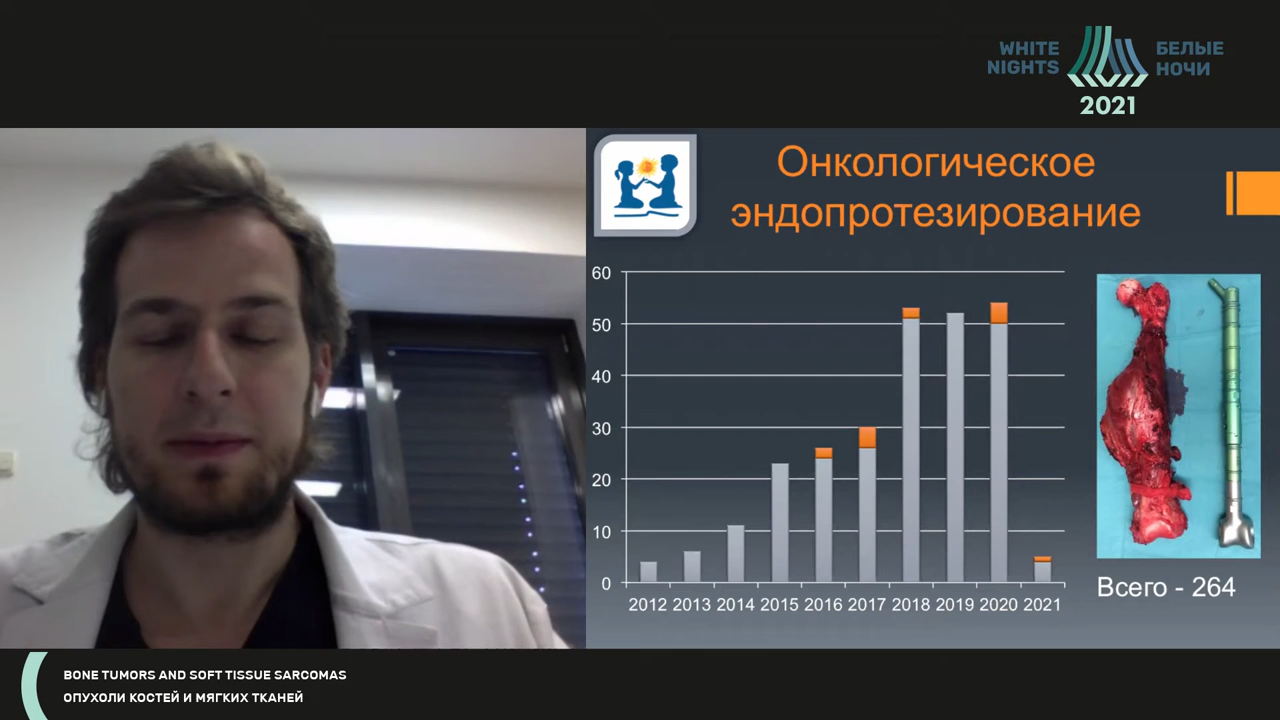 WHITE
NIGHTS
БЕЛЫЕ
НОЧИ
2021
Онкологическое
эндопротезирование
60
50
40
30
20
10
0
2012 2013 2014 2015 2016 2017 2018 2019 2020 2021
Всего - 264
BONE TUMORS AND SOFT TISSUE SARCOMAS
ОПУХОЛИ КОСТЕЙ И МЯГКИХ ТКАНЕЙ